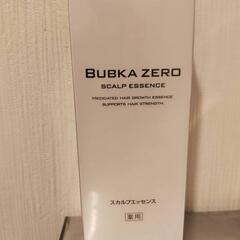 BUBKA ZERO
SCALP ESSENCE
MEDICATED HAIR GROWTH ESSENCE
SUPPORTS HAIR STRENGTH.
スカルプエッセンス
薬用